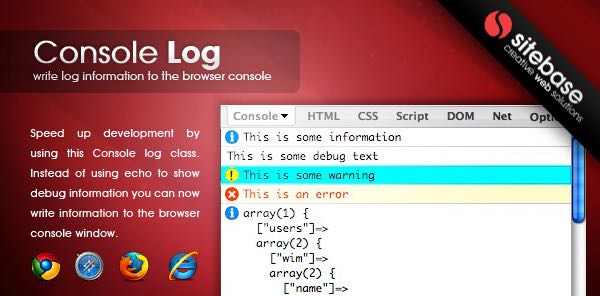 Console Log
write log information to the browser console
sitebase
creative web solutions
Speed up development by
using this Console log class.
Instead of using echo to show
debug information you can now
write information to the browser
console window.
Console HTML CSS Script DOM Net
This is some information
This is some debug text
This is some warning
This is an error
array(1) {
["users"]=>
array(2) {
["wim"]=>
array(2) {
["name"]=>